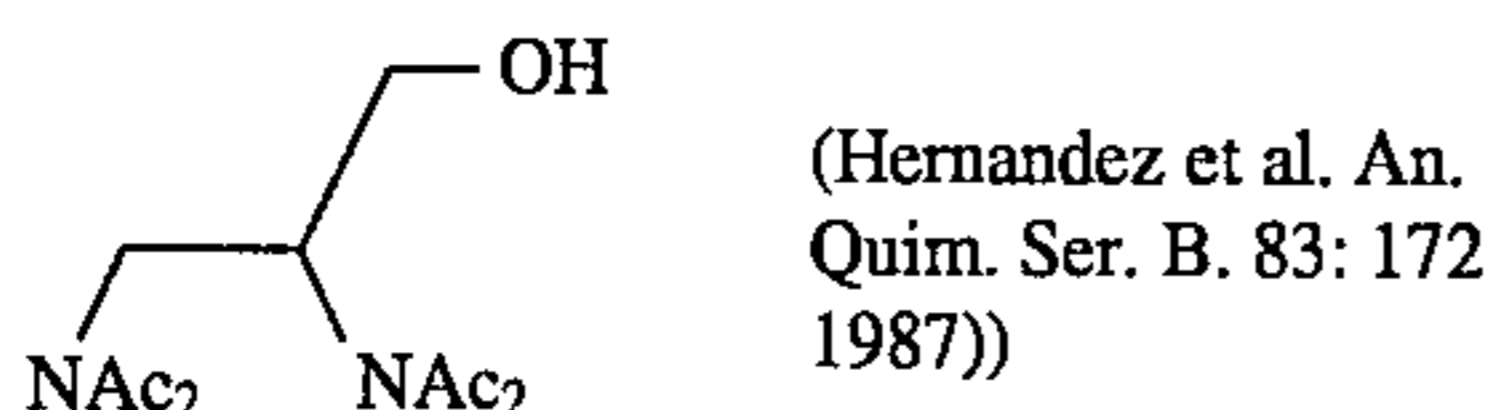 OH
(Hernandez et al. An.
Quim. Ser. B. 83: 172
1987))
NAc₂ NAc₂